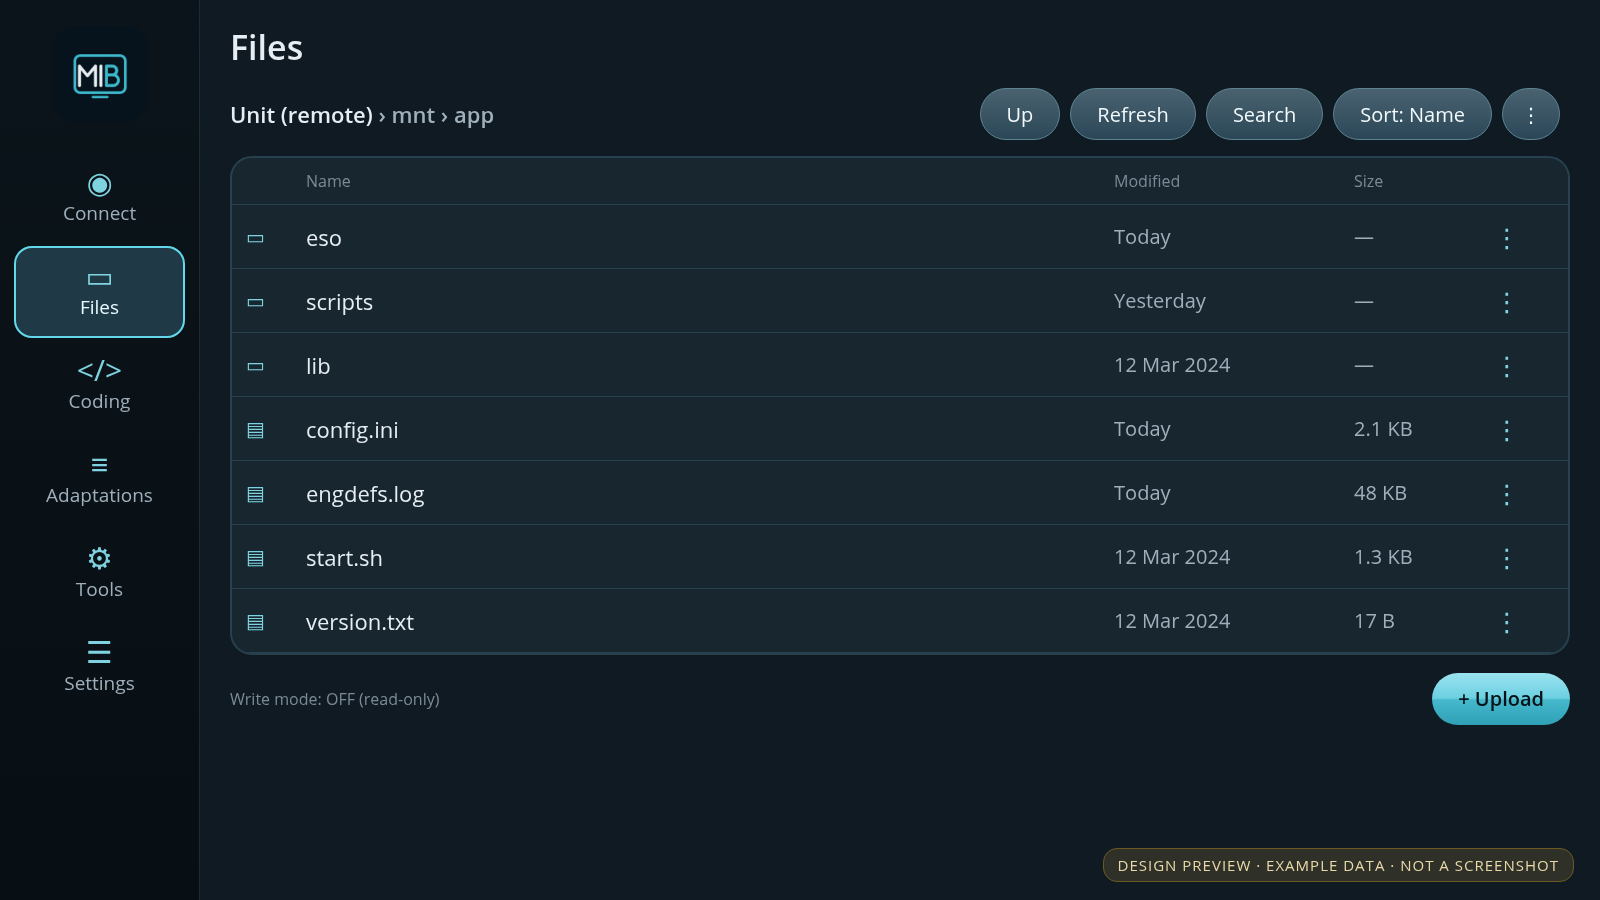 MIB
Files
Unit (remote) › mnt › app
Up
Refresh
Search
Sort: Name
⋮
Connect
Files
</>
Coding
Adaptations
Tools
Settings
Name Modified Size
eso Today —
scripts Yesterday —
lib 12 Mar 2024 —
config.ini Today 2.1 KB
engdefs.log Today 48 KB
start.sh 12 Mar 2024 1.3 KB
version.txt 12 Mar 2024 17 B
Write mode: OFF (read-only)
+ Upload
DESIGN PREVIEW · EXAMPLE DATA · NOT A SCREENSHOT